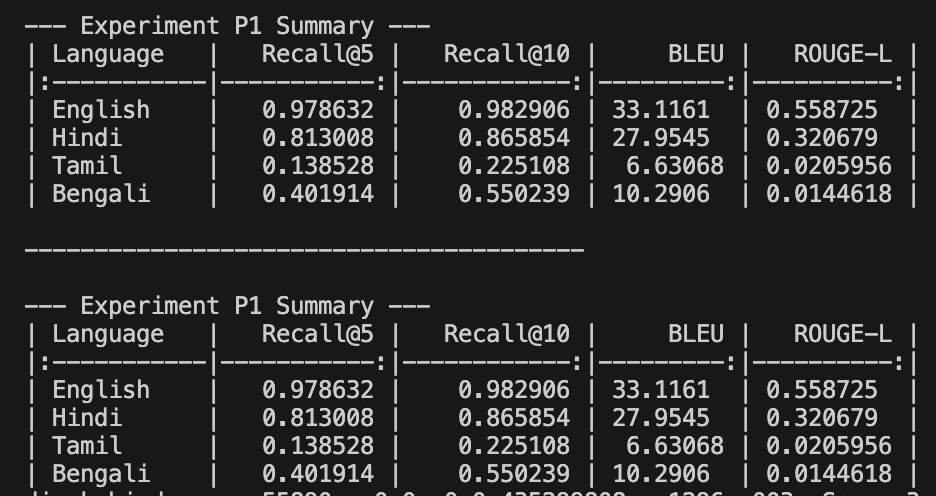 --- Experiment P1 Summary ---
| Language   |   Recall@5 |   Recall@10 |     BLEU |   ROUGE-L |
|:-----------|-----------:|------------:|---------:|----------:|
| English    |   0.978632 |    0.982906 | 33.1161  | 0.558725  |
| Hindi      |   0.813008 |    0.865854 | 27.9545  | 0.320679  |
| Tamil      |   0.138528 |    0.225108 |  6.63068 | 0.0205956 |
| Bengali    |   0.401914 |    0.550239 | 10.2906  | 0.0144618 |
----------------------------------------
--- Experiment P1 Summary ---
| Language   |   Recall@5 |   Recall@10 |     BLEU |   ROUGE-L |
|:-----------|-----------:|------------:|---------:|----------:|
| English    |   0.978632 |    0.982906 | 33.1161  | 0.558725  |
| Hindi      |   0.813008 |    0.865854 | 27.9545  | 0.320679  |
| Tamil      |   0.138528 |    0.225108 |  6.63068 | 0.0205956 |
| Bengali    |   0.401914 |    0.550239 | 10.2906  | 0.0144618 |